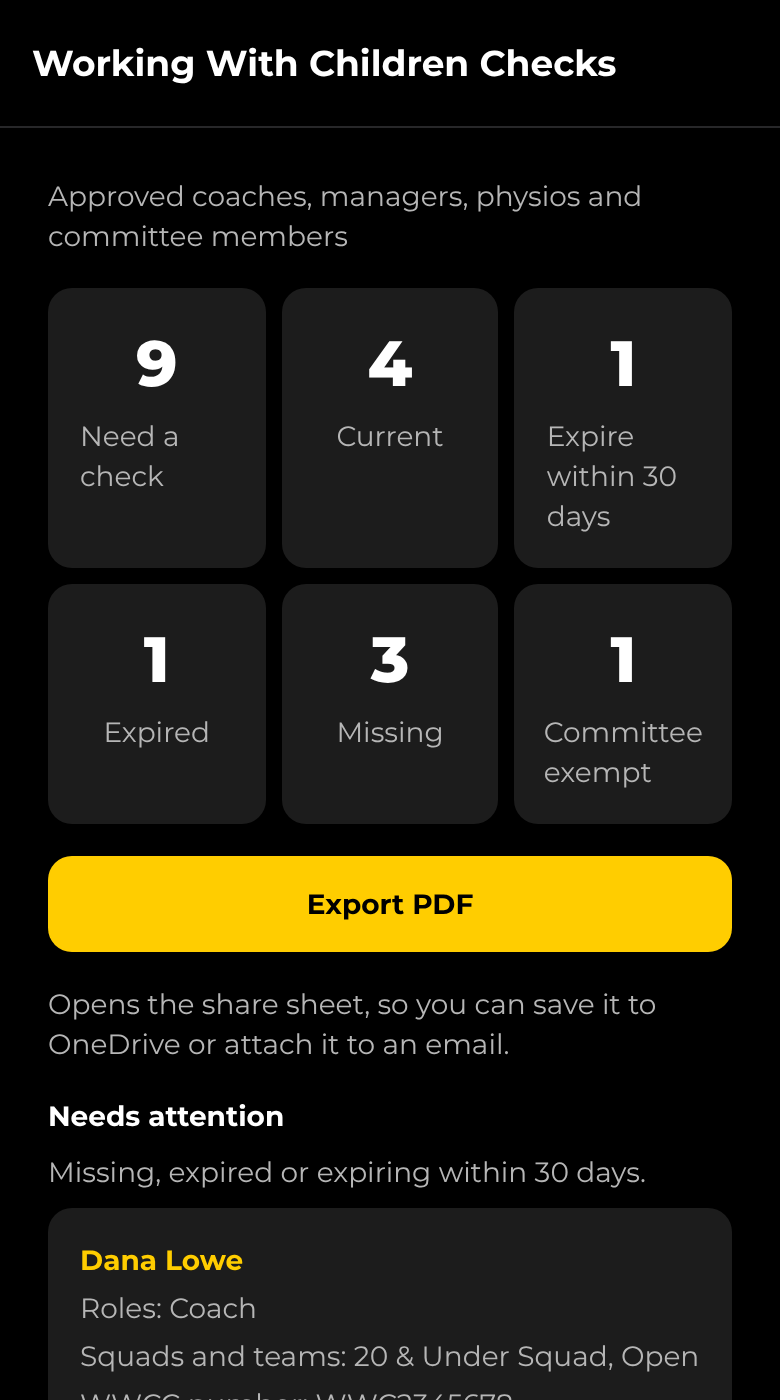 Working With Children Checks
Approved coaches, managers, physios and
committee members
9
Need a
check
4
Current
1
Expire
within 30
days
1
Expired
3
Missing
1
Committee
exempt
Export PDF
Opens the share sheet, so you can save it to
OneDrive or attach it to an email.
Needs attention
Missing, expired or expiring within 30 days.
Dana Lowe
Roles: Coach
Squads and teams: 20 & Under Squad, Open